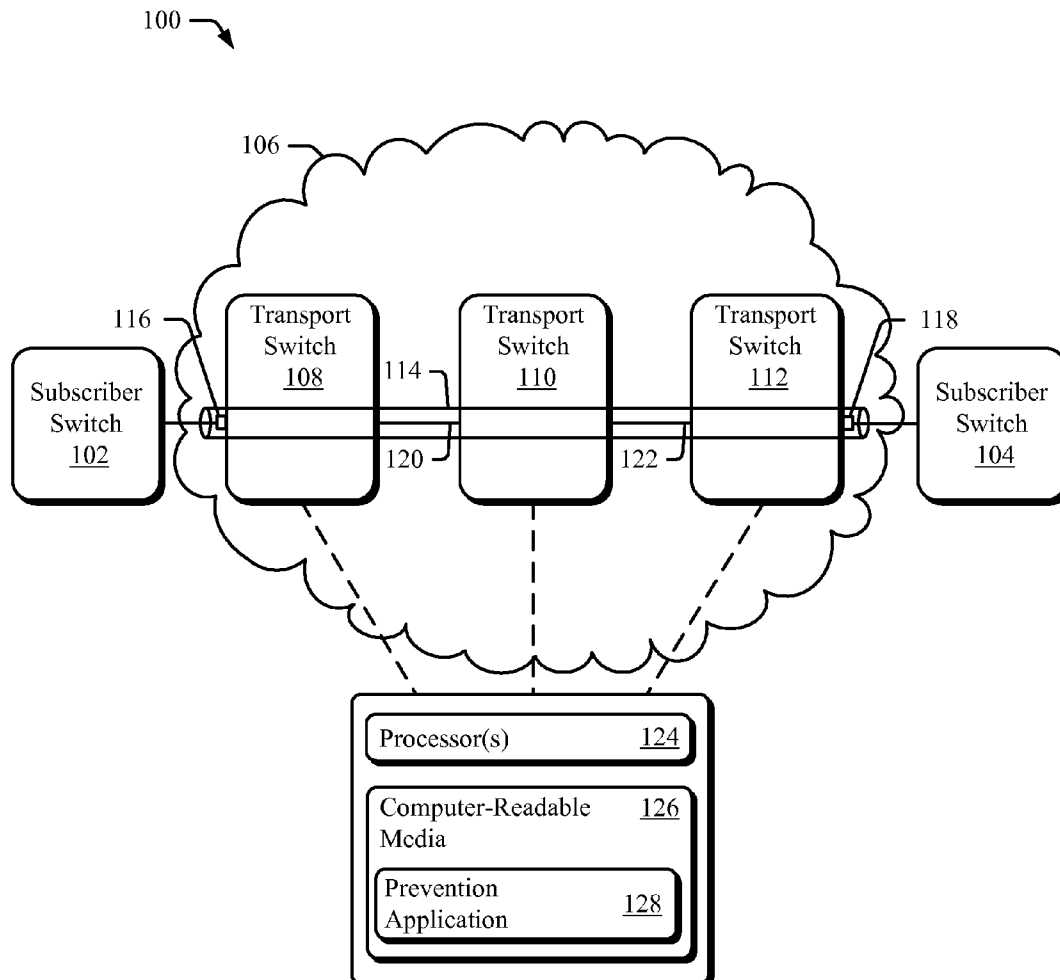 100
106
116
Transport
Switch
108
Transport
Switch
110
Transport
Switch
112
118
114
Subscriber
Switch
102
120
122
Subscriber
Switch
104
Processor(s) 124
Computer-Readable 126
Media
Prevention
Application 128